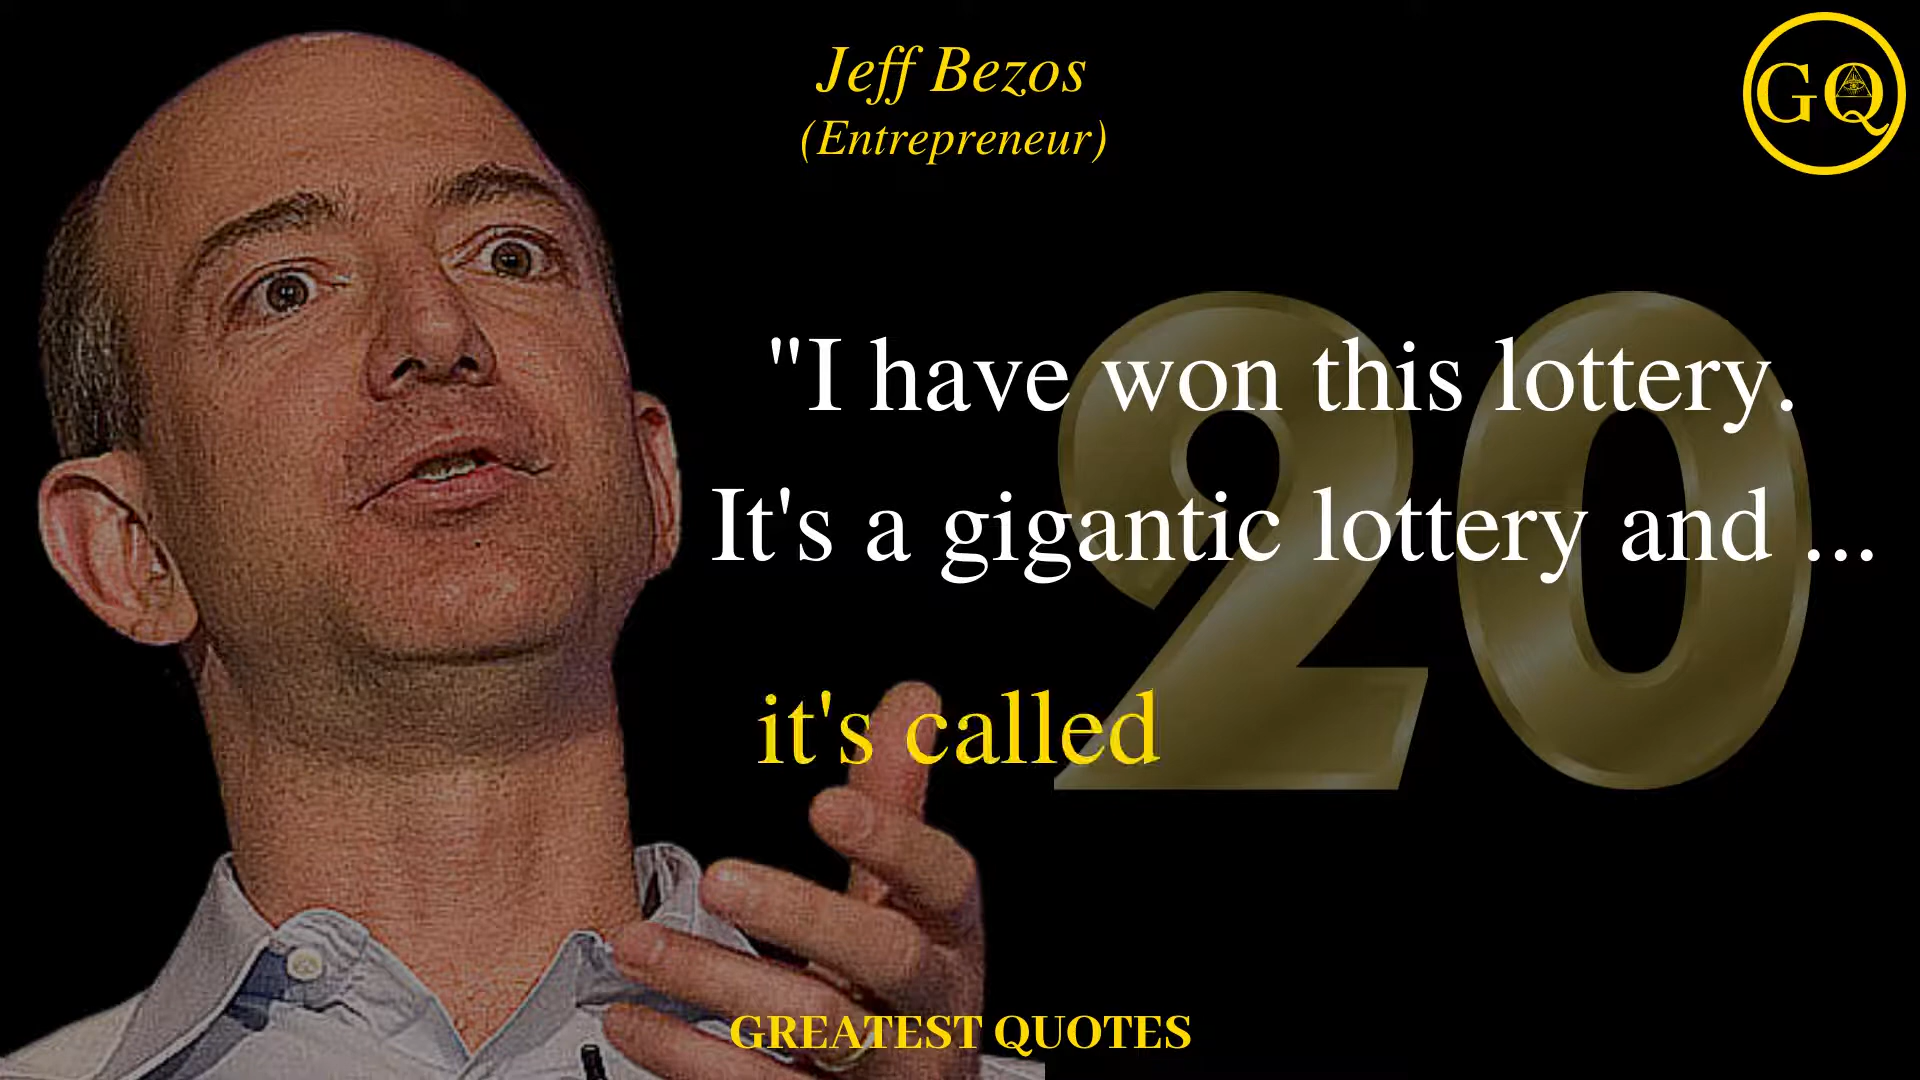 Jeff Bezos
(Entrepreneur)
GQ
20
"I have won this lottery.
It's a gigantic lottery and ...
it's called
GREATEST QUOTES